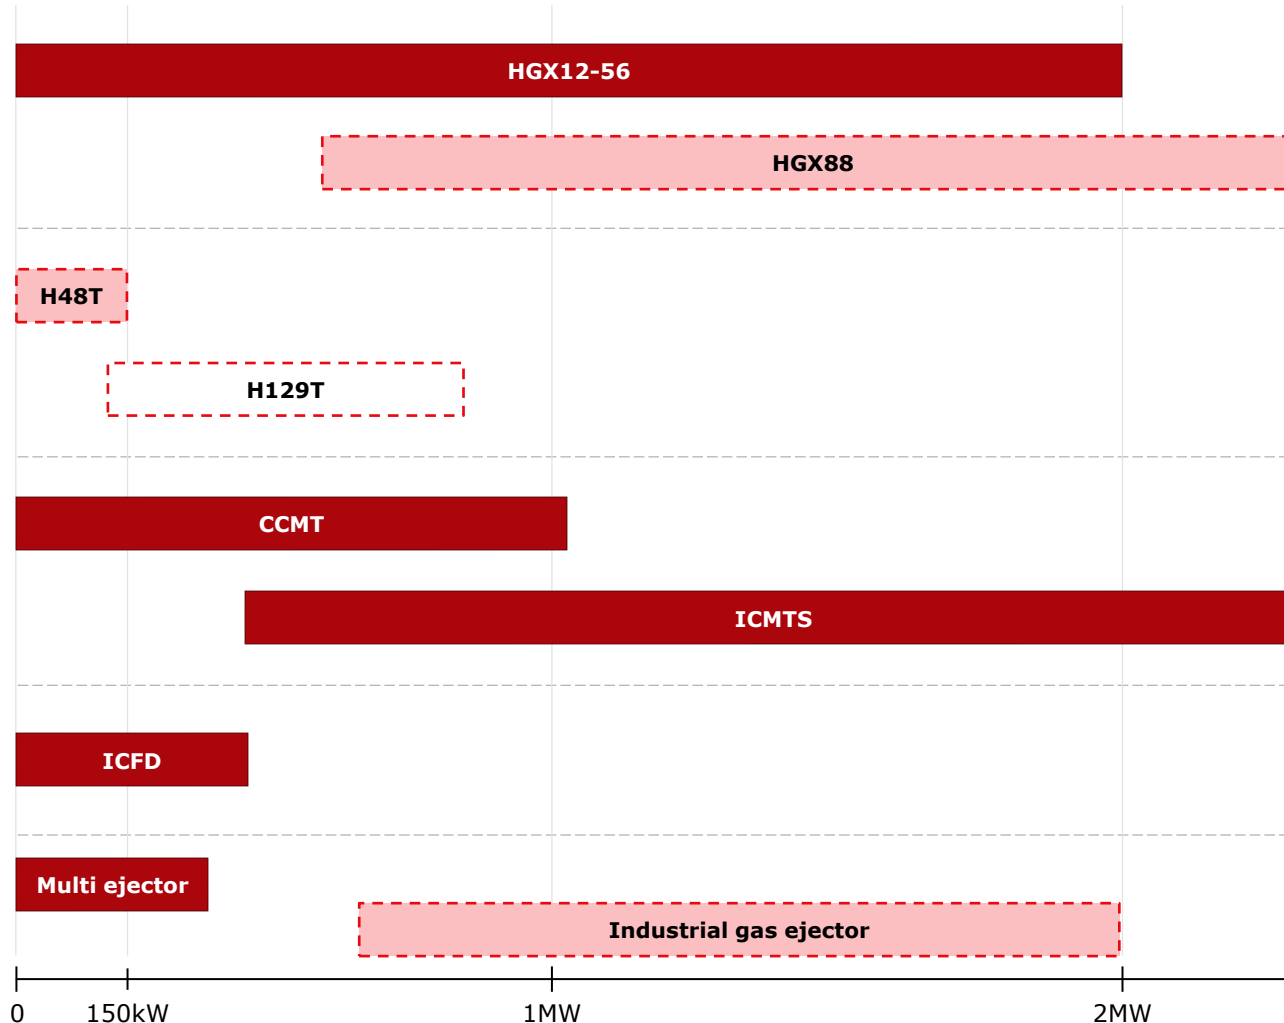 HGX12-56
HGX88
H48T
H129T
CCMT
ICMTS
ICFD
Multi ejector
Industrial gas ejector
0 150kW 1MW 2MW